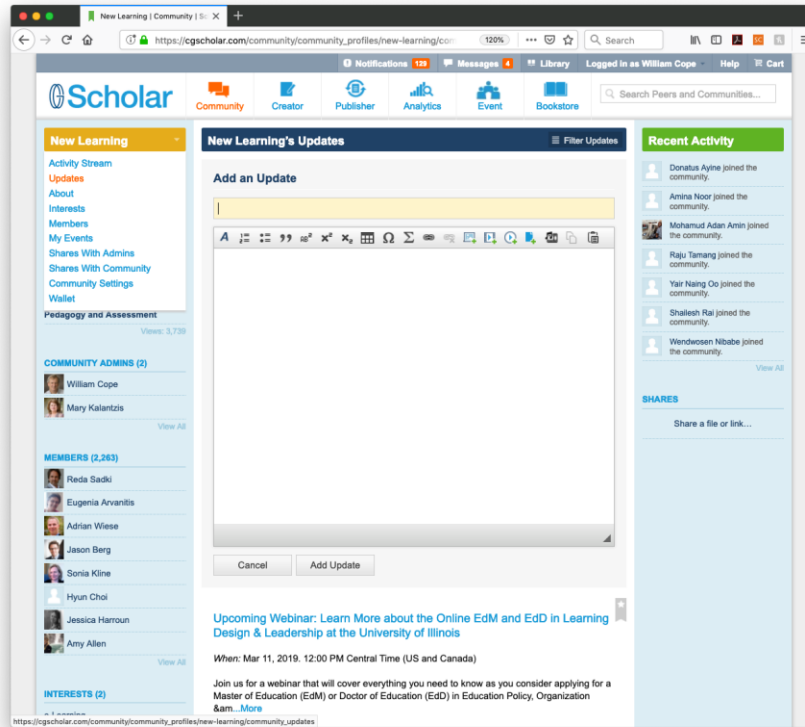 New Learning | Community | Sc
https://cgscholar.com/community/community_profiles/new-learning/com
120%
Search
Notifications 129
Messages 4
Library
Logged in as William Cope
Help
Cart
Scholar
Community
Creator
Publisher
Analytics
Event
Bookstore
Search Peers and Communities...
New Learning
Activity Stream
Updates
About
Interests
Members
My Events
Shares With Admins
Shares With Community
Community Settings
Wallet
Pedagogy and Assessment
Views: 3,739
COMMUNITY ADMINS (2)
William Cope
Mary Kalantzis
View All
MEMBERS (2,263)
Reda Sadki
Eugenia Arvanitis
Adrian Wiese
Jason Berg
Sonia Kline
Hyun Choi
Jessica Harroun
Amy Allen
View All
INTERESTS (2)
New Learning's Updates
Filter Updates
Add an Update
Cancel
Add Update
Upcoming Webinar: Learn More about the Online EdM and EdD in Learning
Design & Leadership at the University of Illinois
When: Mar 11, 2019. 12:00 PM Central Time (US and Canada)
Join us for a webinar that will cover everything you need to know as you consider applying for a
Master of Education (EdM) or Doctor of Education (EdD) in Education Policy, Organization
&am...More
Recent Activity
Donatus Ayine joined the
community.
Amina Noor joined the
community.
Mohamud Adan Amin joined
the community.
Raju Tamang joined the
community.
Yair Naing Oo joined the
community.
Shailesh Rai joined the
community.
Wendwosen Nibabe joined
the community.
View All
SHARES
Share a file or link...
https://cgscholar.com/community/community_profiles/new-learning/community_updates